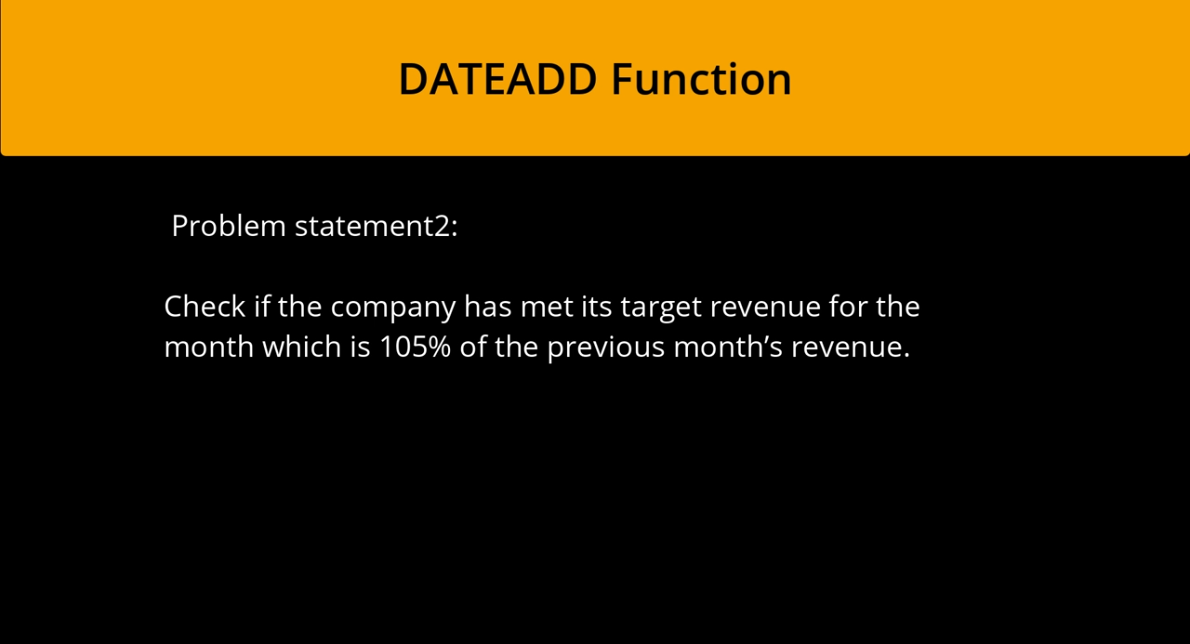 DATEADD Function
Problem statement2:
Check if the company has met its target revenue for the
month which is 105% of the previous month’s revenue.